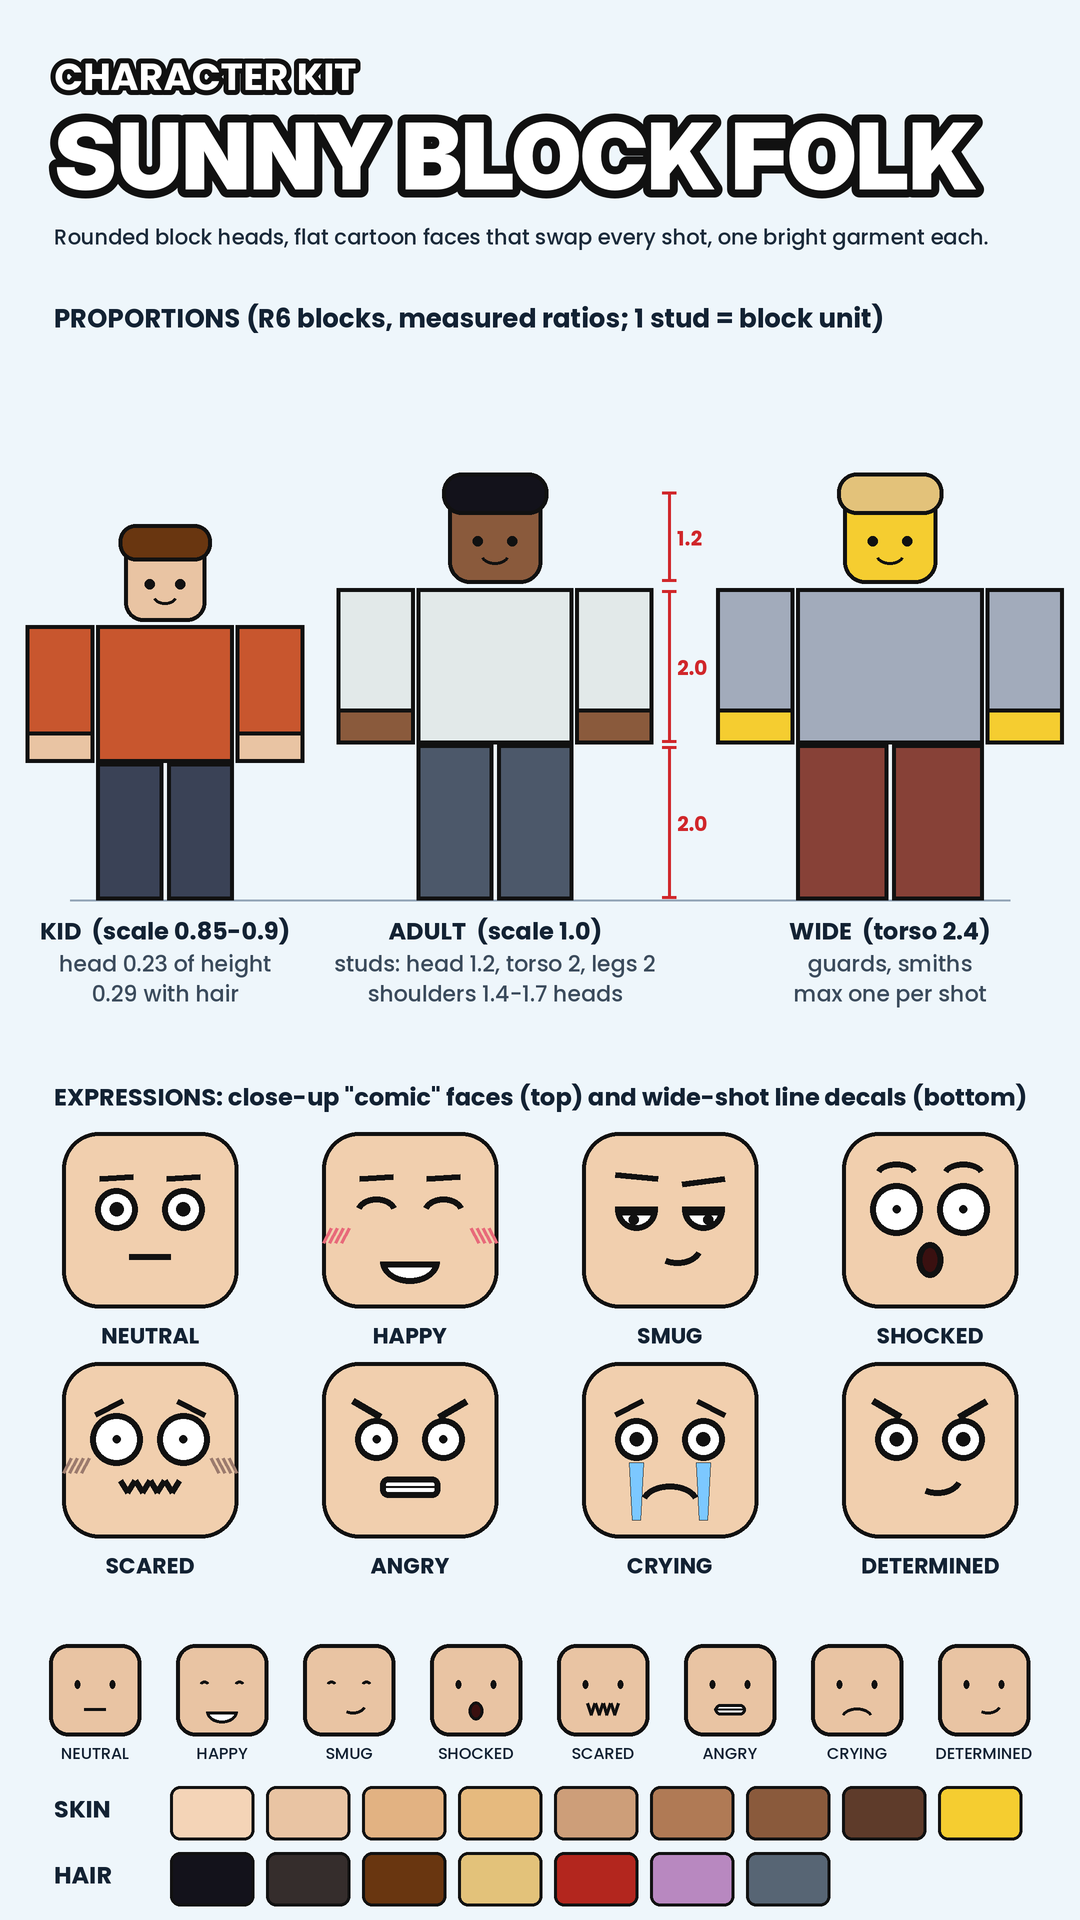 CHARACTER KIT
SUNNY BLOCK FOLK
Rounded block heads, flat cartoon faces that swap every shot, one bright garment each.
PROPORTIONS (R6 blocks, measured ratios; 1 stud = block unit)
1.2
2.0
2.0
KID (scale 0.85-0.9)
head 0.23 of height
0.29 with hair
ADULT (scale 1.0)
studs: head 1.2, torso 2, legs 2
shoulders 1.4-1.7 heads
WIDE (torso 2.4)
guards, smiths
max one per shot
EXPRESSIONS: close-up "comic" faces (top) and wide-shot line decals (bottom)
NEUTRAL HAPPY SMUG SHOCKED
SCARED ANGRY CRYING DETERMINED
NEUTRAL HAPPY SMUG SHOCKED SCARED ANGRY CRYING DETERMINED
SKIN
HAIR